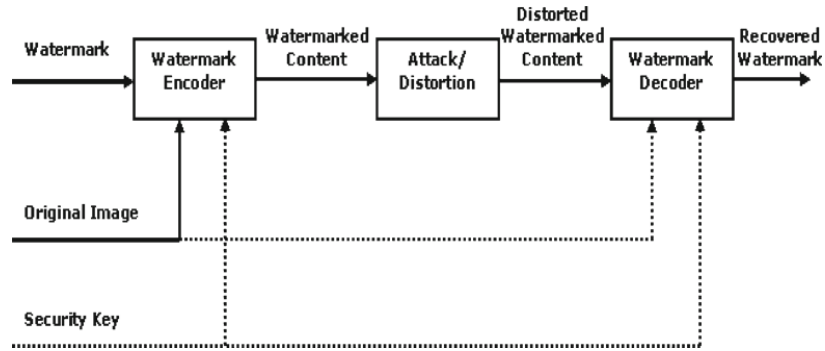 Watermark
Watermark
Encoder
Watermarked
Content
Attack/
Distortion
Distorted
Watermarked
Content
Watermark
Decoder
Recovered
Watermark
Original Image
Security Key